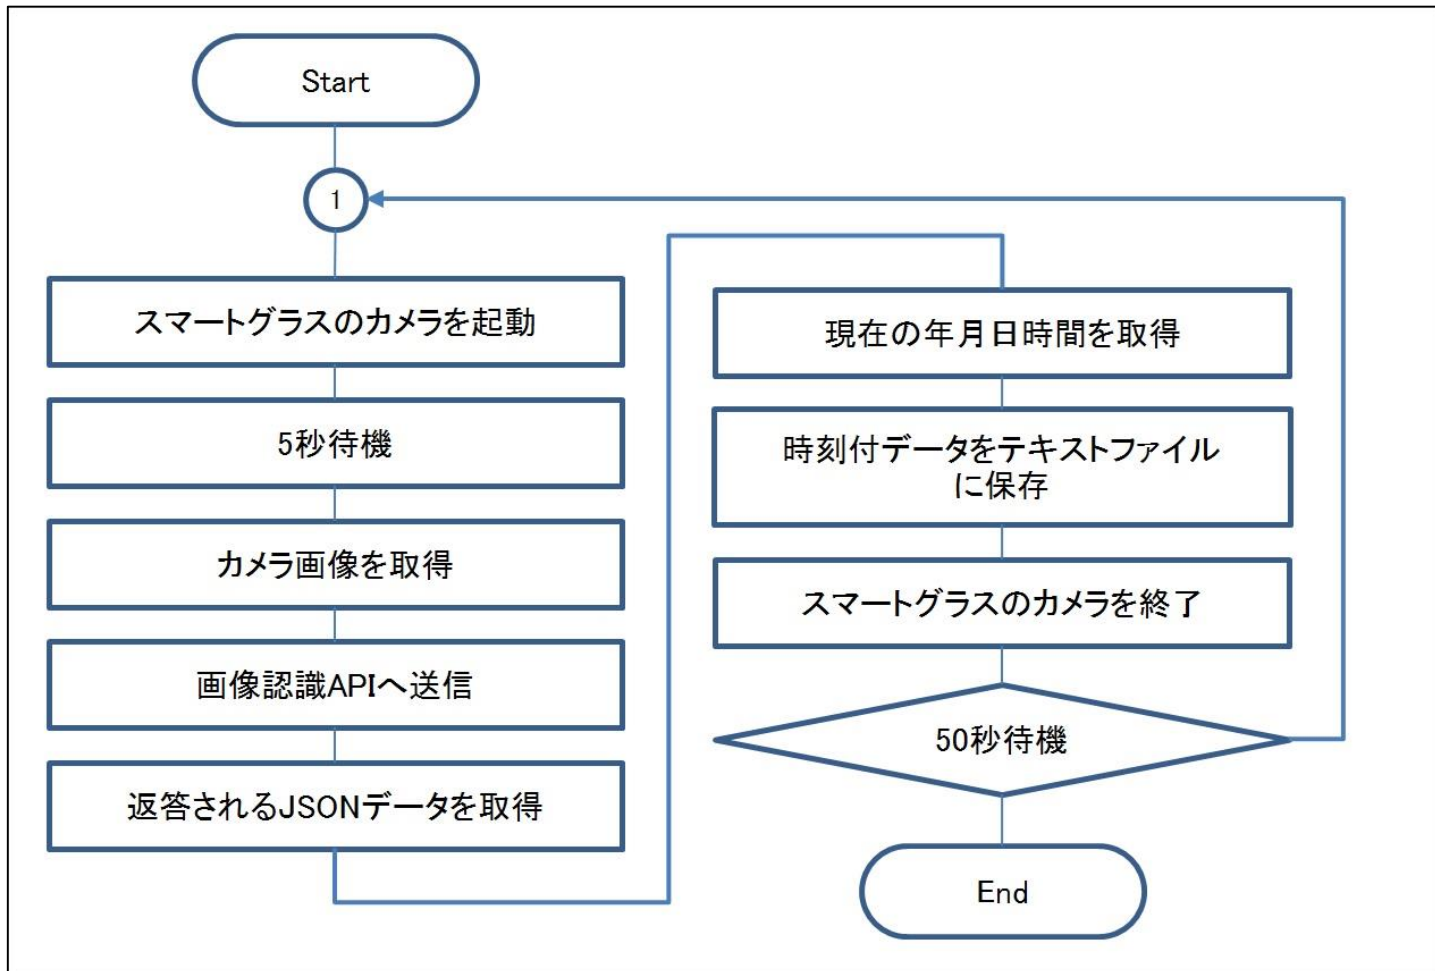 Start
1
スマートグラスのカメラを起動
5秒待機
カメラ画像を取得
画像認識APIへ送信
返答されるJSONデータを取得
現在の年月日時間を取得
時刻付データをテキストファイル
に保存
スマートグラスのカメラを終了
50秒待機
End